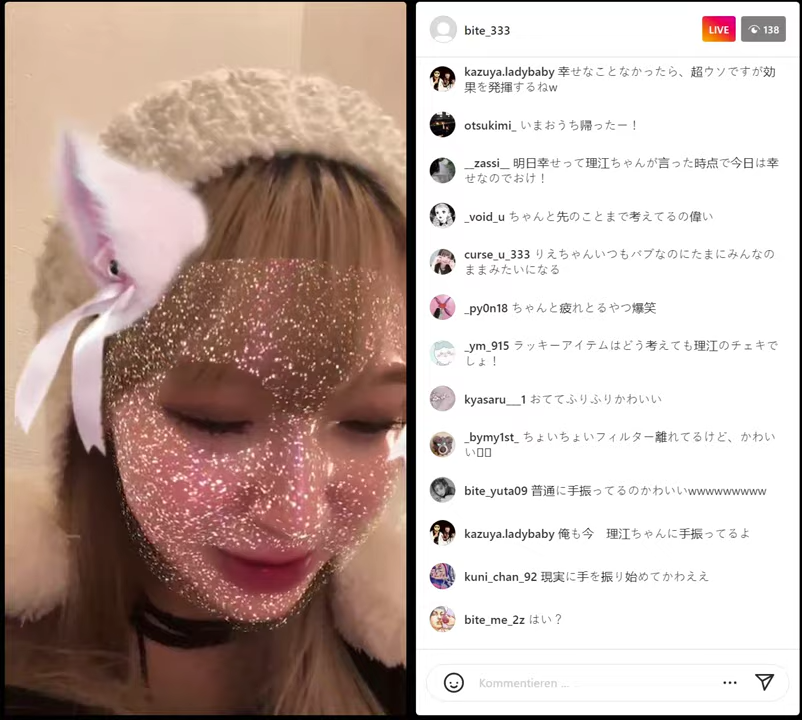 bite_333
LIVE
138
kazuya.ladybaby 幸せなことなかったら、超ウソですが効
果を発揮するねw
otsukimi_ いまおうち帰ったー！
__zassi__ 明日幸せって理江ちゃんが言った時点で今日は幸
せなのでおけ！
_void_u ちゃんと先のことまで考えてるの偉い
curse_u_333 りえちゃんいつもバブなのにたまにみんなの
ままみたいになる
_py0n18 ちゃんと疲れとるやつ爆笑
_ym_915 ラッキーアイテムはどう考えても理江のチェキで
しょ！
kyasaru___1 おててふりふりかわいい
_bymy1st_ ちょいちょいフィルター離れてるけど、かわい
い
bite_yuta09 普通に手振ってるのかわいいwwwwwwwww
kazuya.ladybaby 俺も今　理江ちゃんに手振ってるよ
kuni_chan_92 現実に手を振り始めてかわええ
bite_me_2z はい？
Kommentieren ...